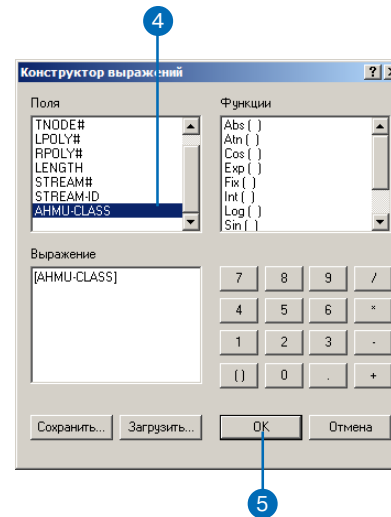 4
Конструктор выражений
Поля
Функции
TNODE#
LPOLY#
RPOLY#
LENGTH
STREAM#
STREAM-ID
AHMU-CLASS
Abs ( )
Atn ( )
Cos ( )
Exp ( )
Fix ( )
Int ( )
Log ( )
Sin ( )
Выражение
[AHMU-CLASS]
7 8 9 /
4 5 6 *
1 2 3 -
( ) 0 . +
Сохранить... Загрузить... OK Отмена
5